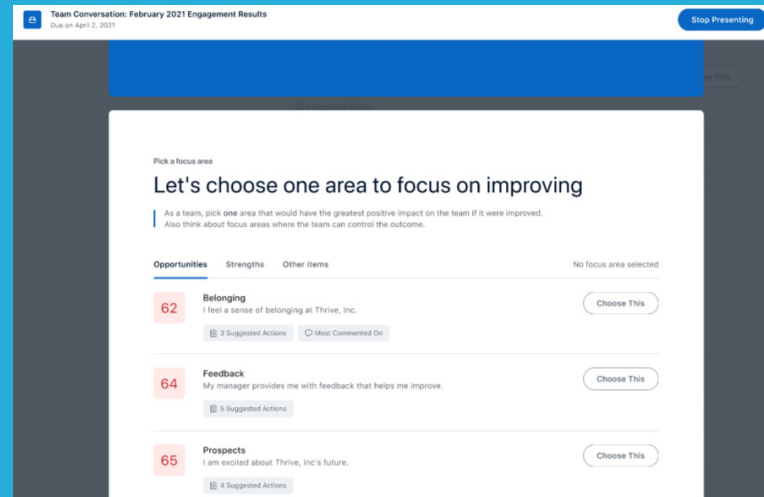 Team Conversation: February 2021 Engagement Results
Due on April 2, 2021
Stop Presenting
Pick a focus area
Let's choose one area to focus on improving
As a team, pick one area that would have the greatest positive impact on the team if it were improved.
Also think about focus areas where the team can control the outcome.
Opportunities Strengths Other Items No focus area selected
62
Belonging
I feel a sense of belonging at Thrive, Inc.
3 Suggested Actions Most Commented On
Choose This
64
Feedback
My manager provides me with feedback that helps me improve.
5 Suggested Actions
Choose This
65
Prospects
I am excited about Thrive, Inc's future.
4 Suggested Actions
Choose This